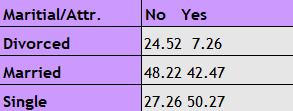 Maritial/Attr. No Yes
Divorced 24.52 7.26
Married 48.22 42.47
Single 27.26 50.27